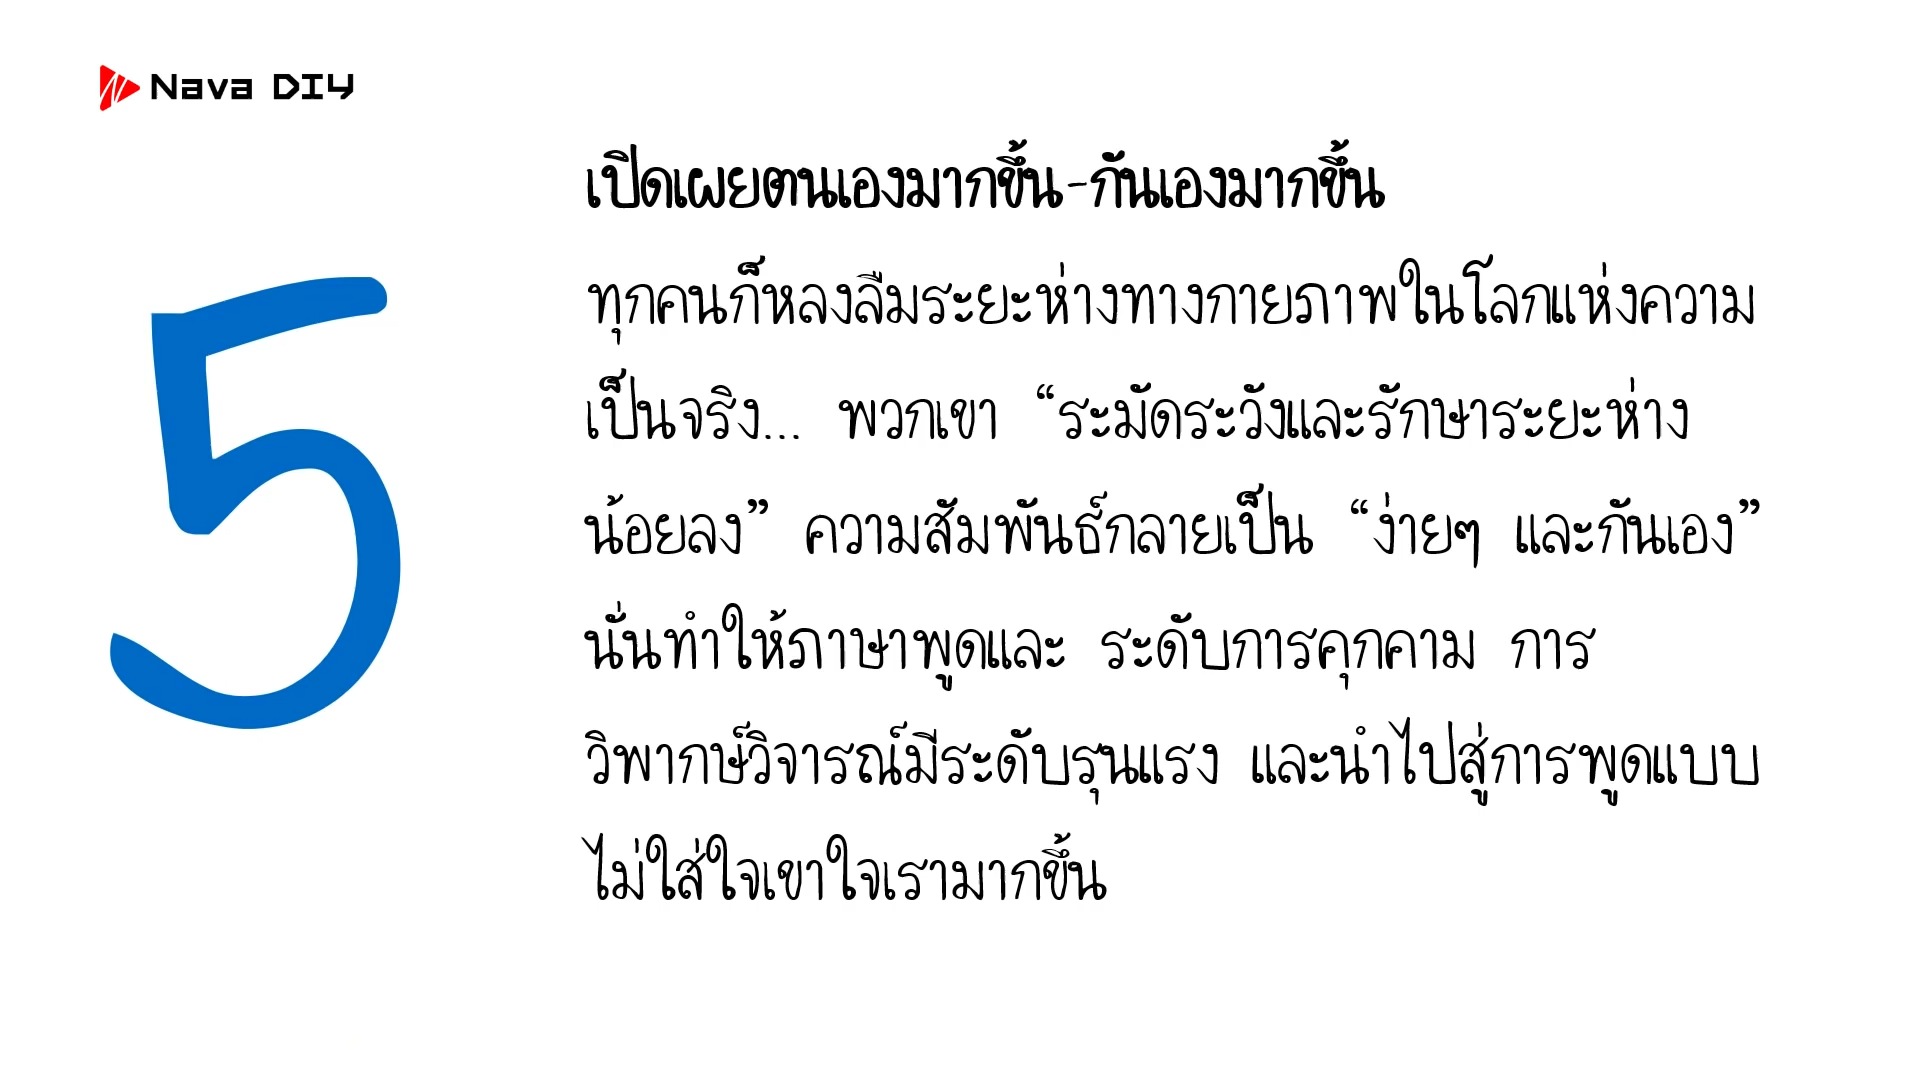 Nava DIY
5
เปิดเผยตนเองมากขึ้น-กันเองมากขึ้น
ทุกคนก็หลงลืมระยะห่างทางกายภาพในโลกแห่งความ
เป็นจริง... พวกเขา “ระมัดระวังและรักษาระยะห่าง
น้อยลง” ความสัมพันธ์กลายเป็น “ง่ายๆ และกันเอง”
นั่นทำให้ภาษาพูดและ ระดับการคุกคาม การ
วิพากษ์วิจารณ์มีระดับรุนแรง และนำไปสู่การพูดแบบ
ไม่ใส่ใจเขาใจเรามากขึ้น